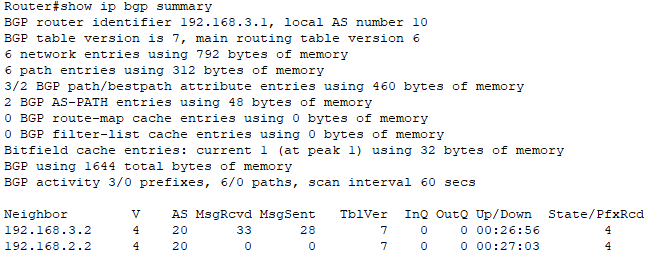 Router#show ip bgp summary
BGP router identifier 192.168.3.1, local AS number 10
BGP table version is 7, main routing table version 6
6 network entries using 792 bytes of memory
6 path entries using 312 bytes of memory
3/2 BGP path/bestpath attribute entries using 460 bytes of memory
2 BGP AS-PATH entries using 48 bytes of memory
0 BGP route-map cache entries using 0 bytes of memory
0 BGP filter-list cache entries using 0 bytes of memory
Bitfield cache entries: current 1 (at peak 1) using 32 bytes of memory
BGP using 1644 total bytes of memory
BGP activity 3/0 prefixes, 6/0 paths, scan interval 60 secs
Neighbor V AS MsgRcvd MsgSent TblVer InQ OutQ Up/Down State/PfxRcd
192.168.3.2 4 20 33 28 7 0 0 00:26:56 4
192.168.2.2 4 20 0 0 7 0 0 00:27:03 4